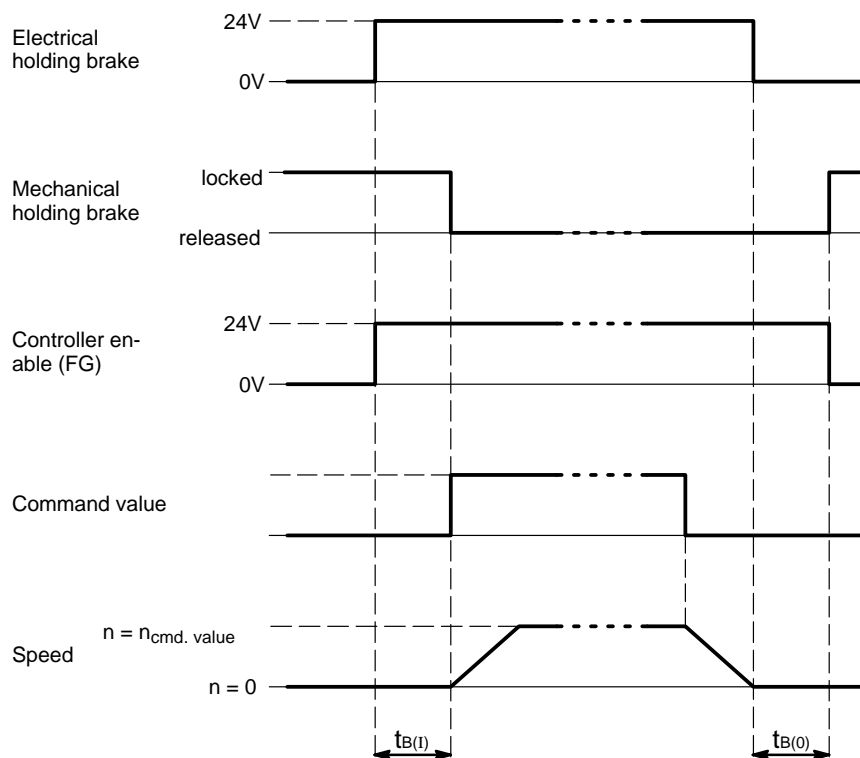 24V
Electrical
holding brake
0V
locked
Mechanical
holding brake
released
24V
Controller en-
able (FG)
0V
Command value
n = ncmd. value
Speed
n = 0
tB(I)
tB(0)